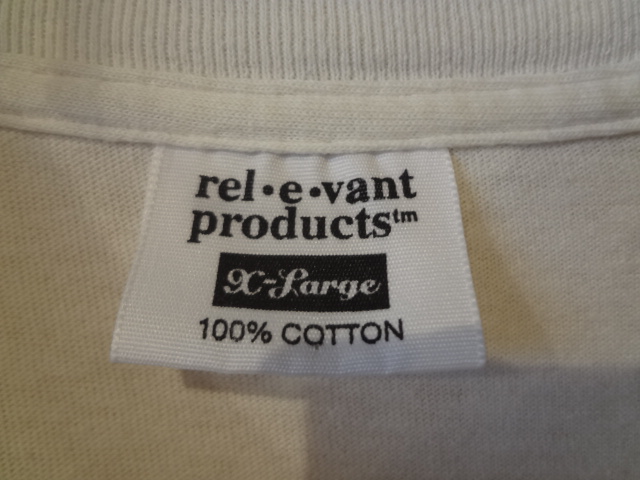 rel•e•vant
products™
X-Large
100% COTTON